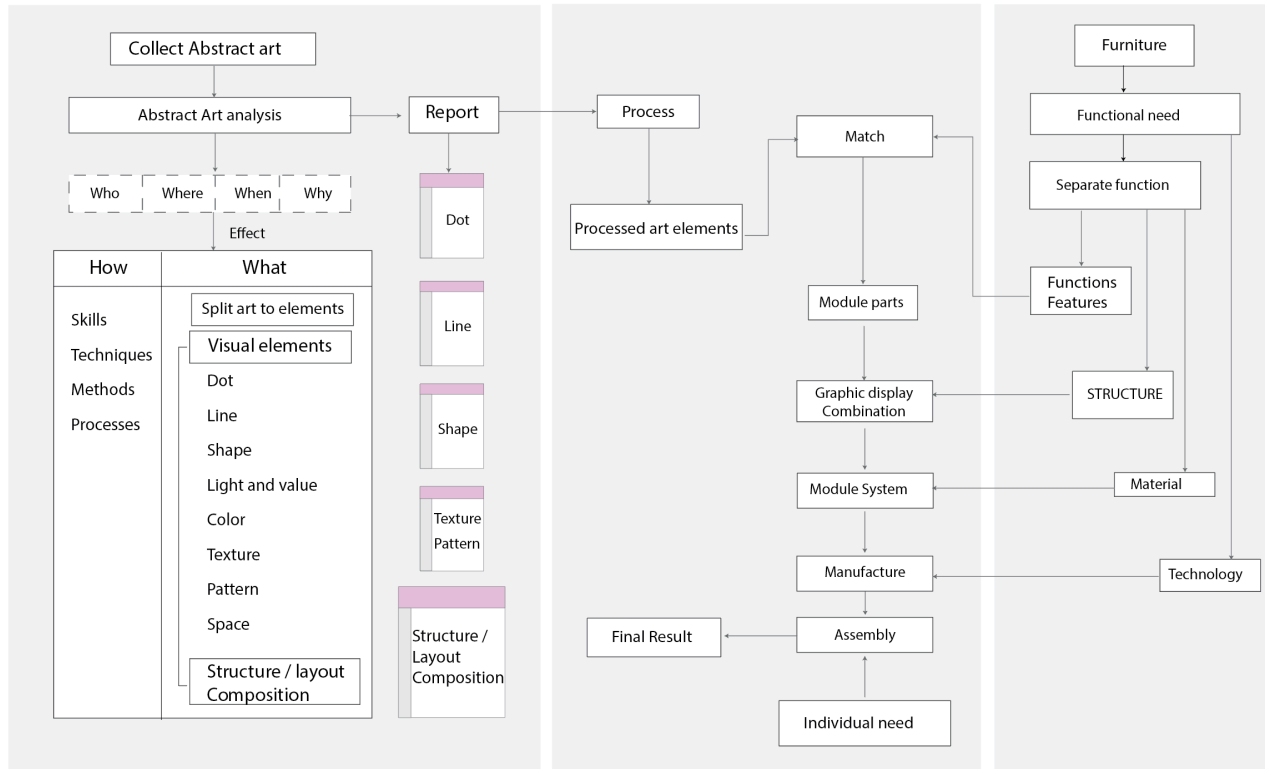 Collect Abstract art
Abstract Art analysis
Who
Where
When
Why
Effect
How
What
Skills
Techniques
Methods
Processes
Split art to elements
Visual elements
Dot
Line
Shape
Light and value
Color
Texture
Pattern
Space
Structure / layout
Composition
Report
Dot
Line
Shape
Texture
Pattern
Structure /
Layout
Composition
Process
Processed art elements
Match
Module parts
Graphic display
Combination
Module System
Manufacture
Assembly
Final Result
Individual need
Furniture
Functional need
Separate function
Functions
Features
STRUCTURE
Material
Technology